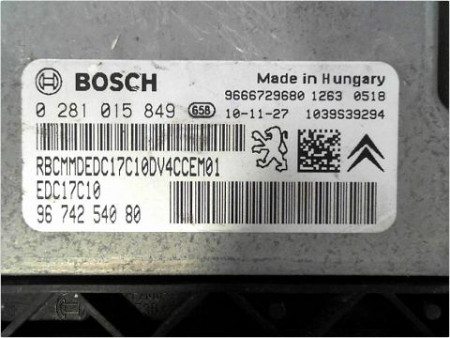 BOSCH
Made in Hungary
9666729680 1263 0518
0 281 015 849 658 10-11-27 1039S39294
RBCMMDEDC17C10DV4CCEM01
EDC17C10
96 742 540 80